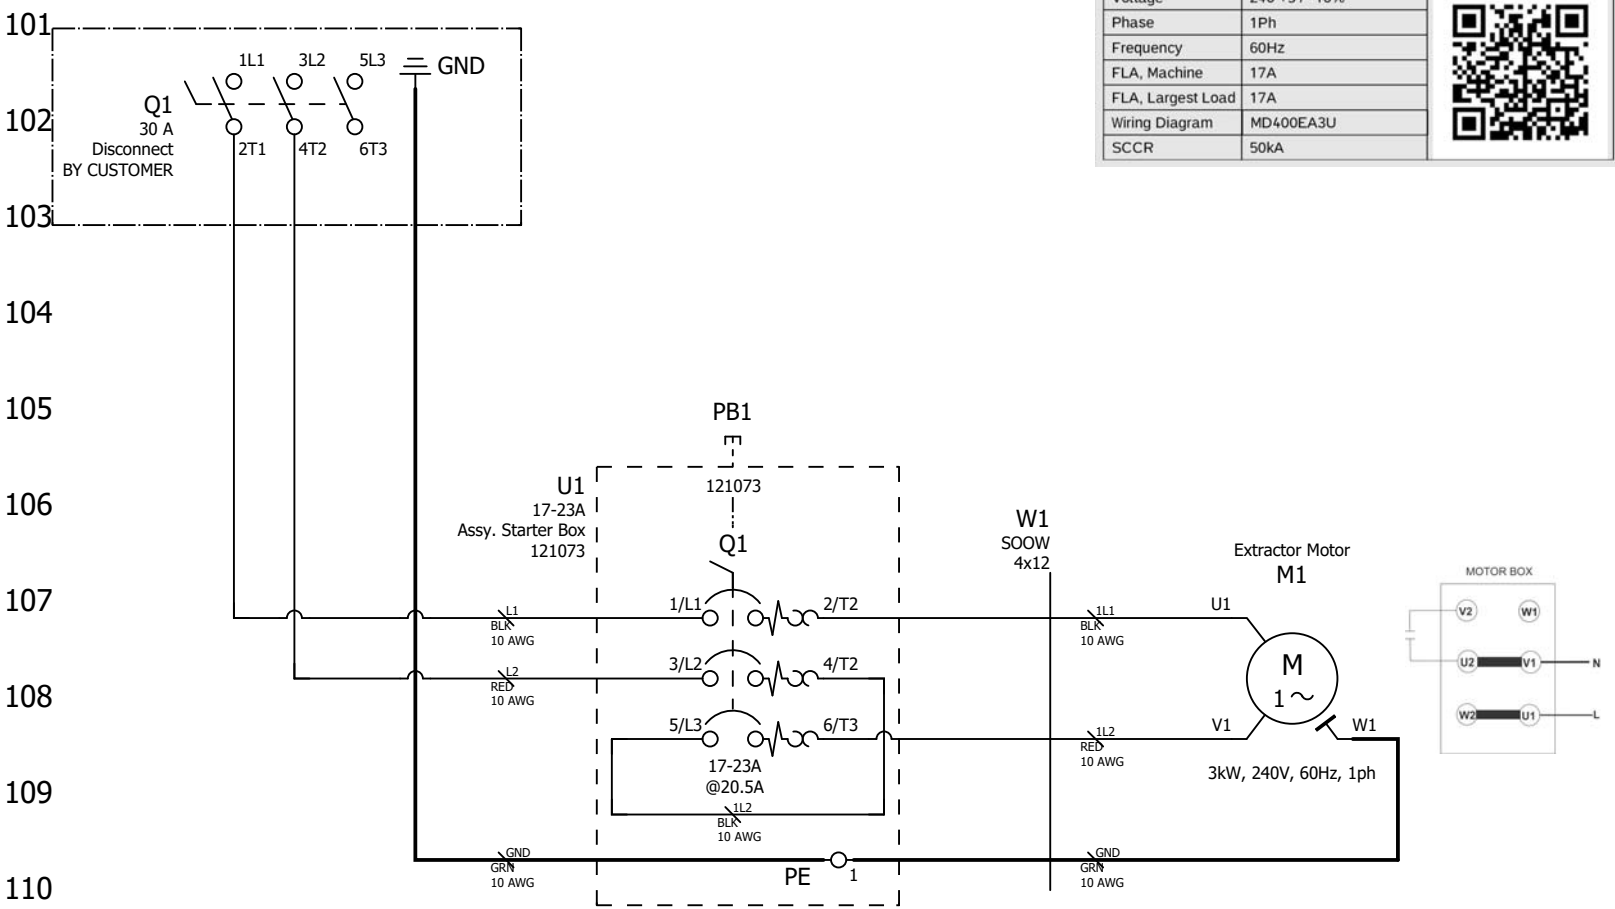 101
102
103
104
105
106
107
108
109
110
1L1 3L2 5L3 GND
Q1
30 A
Disconnect
BY CUSTOMER
2T1 4T2 6T3
Phase 1Ph
Frequency 60Hz
FLA, Machine 17A
FLA, Largest Load 17A
Wiring Diagram MD400EA3U
SCCR 50kA
PB1
U1
17-23A
Assy. Starter Box
121073
121073
Q1
1/L1 2/T2
3/L2 4/T2
5/L3 6/T3
17-23A
@20.5A
1L2
BLK
10 AWG
L1
BLK
10 AWG
L2
RED
10 AWG
GND
GRN
10 AWG
PE 1
W1
SOOW
4x12
1L1
BLK
10 AWG
1L2
RED
10 AWG
GND
GRN
10 AWG
Extractor Motor
M1
U1
M
1～
V1 W1
3kW, 240V, 60Hz, 1ph
MOTOR BOX
V2 W1
U2 V1 N
W2 U1 L